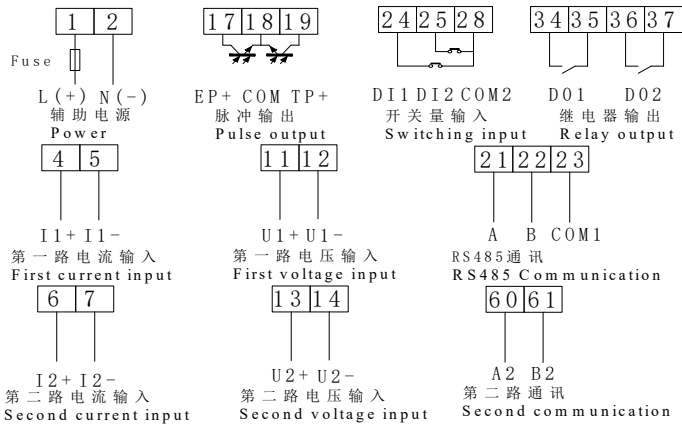 1 2
17 18 19
24 25 28
34 35 36 37
Fuse
L(+) N(-)
辅助电源
Power
EP+ COM TP+
脉冲输出
Pulse output
DI1 DI2 COM2
开关量输入
Switching input
DO1 DO2
继电器输出
Relay output
4 5
I1+ I1-
第一路电流输入
First current input
11 12
U1+ U1-
第一路电压输入
First voltage input
21 22 23
A B COM1
RS485通讯
RS485 Communication
6 7
I2+ I2-
第二路电流输入
Second current input
13 14
U2+ U2-
第二路电压输入
Second voltage input
60 61
A2 B2
第二路通讯
Second communication